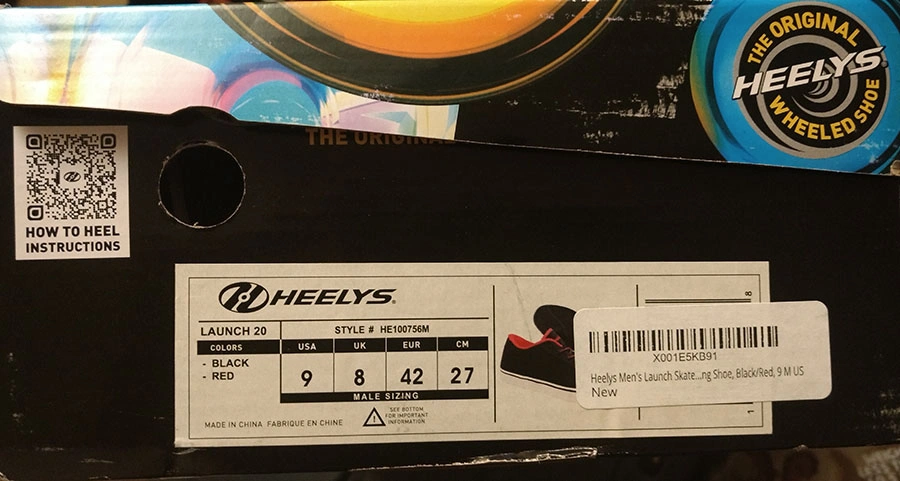 THE ORIGINAL
HEELYS
WHEELED SHOE
THE ORIGINAL
HOW TO HEEL
INSTRUCTIONS
HEELYS
LAUNCH 20
STYLE # HE100756M
COLORS
USA
UK
EUR
CM
- BLACK
- RED
9
8
42
27
MALE SIZING
MADE IN CHINA FABRIQUE EN CHINE
SEE BOTTOM
FOR IMPORTANT
INFORMATION
8
1
X001E5KB91
Heelys Men's Launch Skate...ng Shoe, Black/Red, 9 M US
New